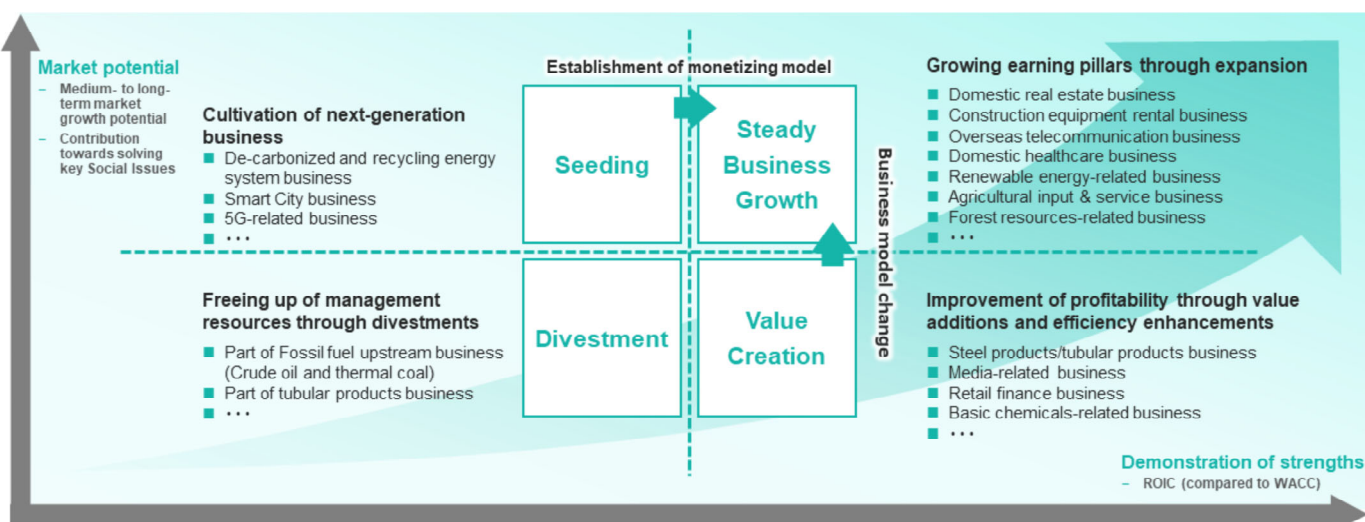 Market potential
– Medium- to long-
term market
growth potential
– Contribution
towards solving
key Social Issues
Cultivation of next-generation
business
■ De-carbonized and recycling energy
system business
■ Smart City business
■ 5G-related business
■ ・・・
Establishment of monetizing model
Seeding
Steady
Business
Growth
Business model change
Growing earning pillars through expansion
■ Domestic real estate business
■ Construction equipment rental business
■ Overseas telecommunication business
■ Domestic healthcare business
■ Renewable energy-related business
■ Agricultural input & service business
■ Forest resources-related business
■ ・・・
Freeing up of management
resources through divestments
■ Part of Fossil fuel upstream business
(Crude oil and thermal coal)
■ Part of tubular products business
■ ・・・
Divestment
Value
Creation
Improvement of profitability through value
additions and efficiency enhancements
■ Steel products/tubular products business
■ Media-related business
■ Retail finance business
■ Basic chemicals-related business
■ ・・・
Demonstration of strengths
– ROIC (compared to WACC)